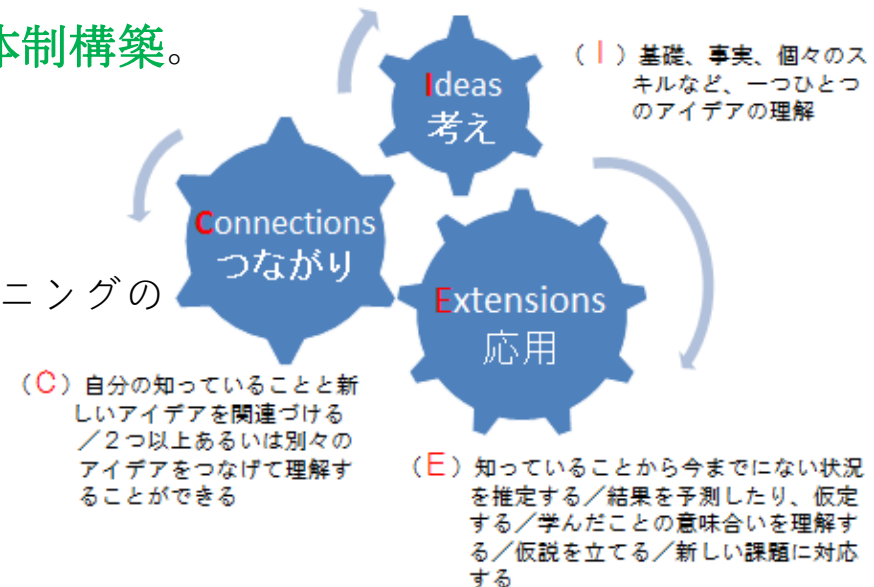 体制構築。
Ideas
考え
（I）基礎、事実、個々のス
キルなど、一つひとつ
のアイデアの理解
Connections
つながり
ニングの
Extensions
応用
（C）自分の知っていることと新
しいアイデアを関連づける
／２つ以上あるいは別々の
アイデアをつなげて理解す
ることができる
（E）知っていることから今までにない状況
を推定する／結果を予測したり、仮定
する／学んだことの意味合いを理解す
る／仮説を立てる／新しい課題に対応
する